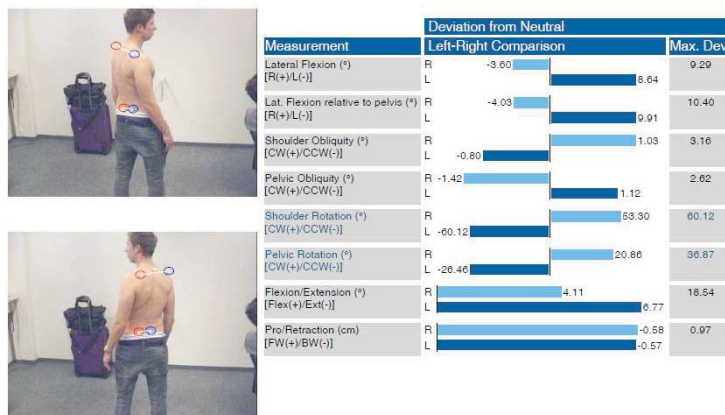 Deviation from Neutral
Measurement Left-Right Comparison Max. Dev
Lateral Flexion (°) R -3.60 9.29
[R(+)/L(-)] L 8.64
Lat. Flexion relative to pelvis (°) R -4.03 10.40
[R(+)/L(-)] L 9.91
Shoulder Obliquity (°) R 1.03 3.16
[CW(+)/CCW(-)] L -0.80
Pelvic Obliquity (°) R -1.42 2.62
[CW(+)/CCW(-)] L 1.12
Shoulder Rotation (°) R 53.30 60.12
[CW(+)/CCW(-)] L -60.12
Pelvic Rotation (°) R 20.86 36.87
[CW(+)/CCW(-)] L -26.46
Flexion/Extension (°) R 4.11 18.54
[Flex(+)/Ext(-)] L 6.77
Pro/Retraction (cm) R -0.58 0.97
[FW(+)/BW(-)] L -0.57